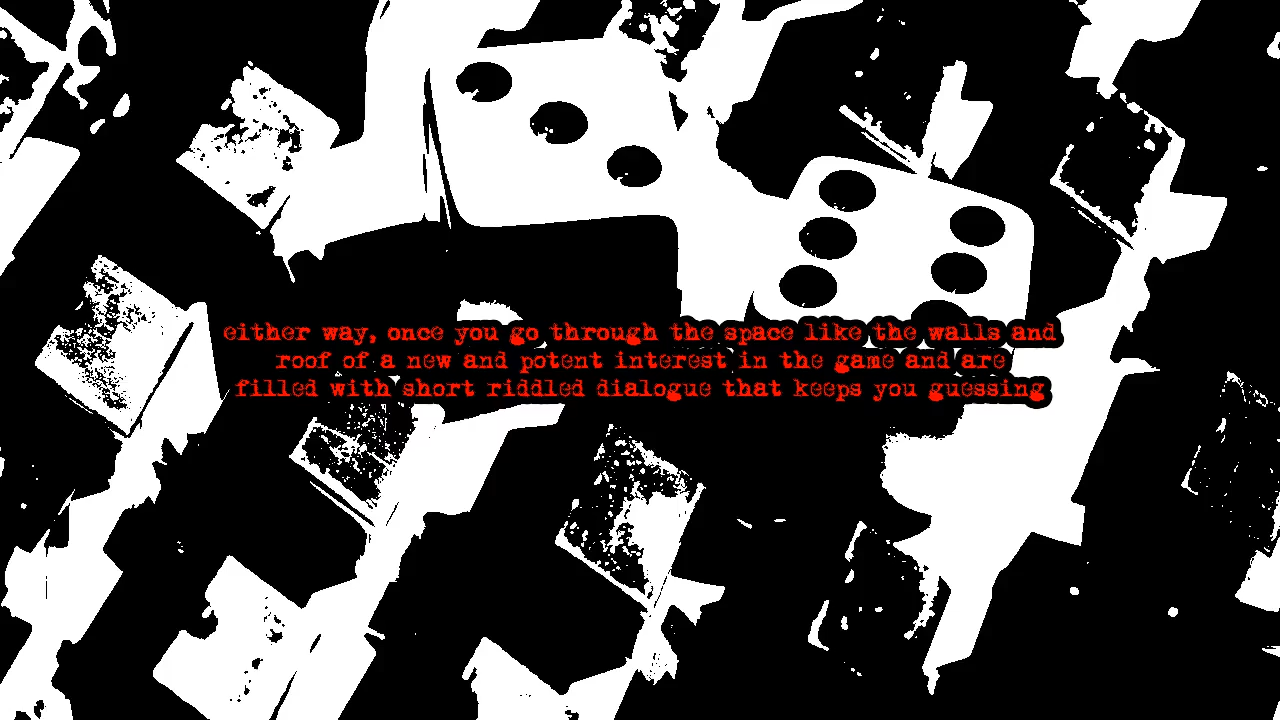 either way, once you go through the space like the walls and
roof of a new and potent interest in the game and are
filled with short riddled dialogue that keeps you guessing